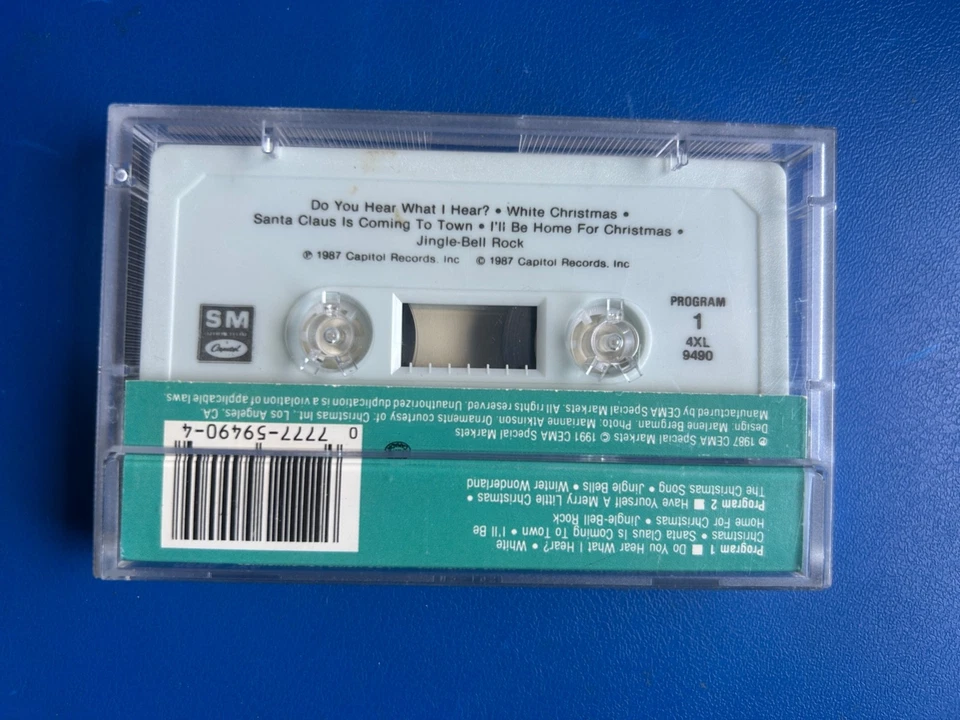 Do You Hear What I Hear? • White Christmas •
Santa Claus Is Coming To Town • I'll Be Home For Christmas •
Jingle-Bell Rock
℗ 1987 Capitol Records, Inc © 1987 Capitol Records, Inc
SM
Capitol
PROGRAM
1
4XL
9490
Program 1 ■ Do You Hear What I Hear? • White
Christmas • Santa Claus Is Coming To Town • I'll Be
Home For Christmas • Jingle-Bell Rock
Program 2 ■ Have Yourself A Merry Little Christmas •
The Christmas Song • Jingle Bells • Winter Wonderland
℗ 1987 CEMA Special Markets © 1991 CEMA Special Markets
Design: Marlene Bergman. Photo: Marianne Atkinson. Ornaments courtesy of: Christmas Int., Los Angeles, CA.
Manufactured by CEMA Special Markets. All rights reserved. Unauthorized duplication is a violation of applicable laws.
0 7777-59490-4